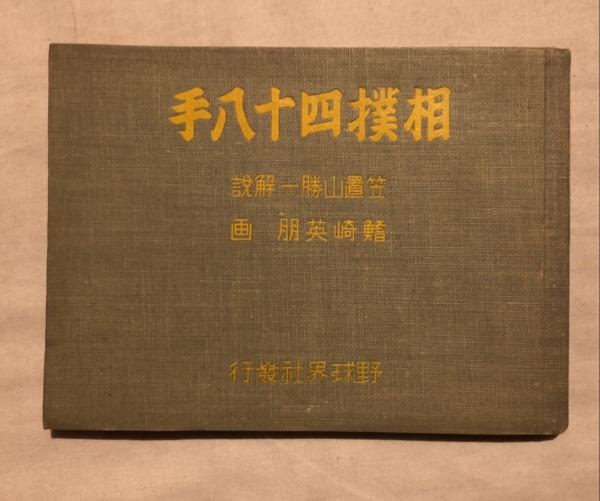 相撲四十八手
笠置山勝一解說
鰭崎英朋 画
野球界社發行